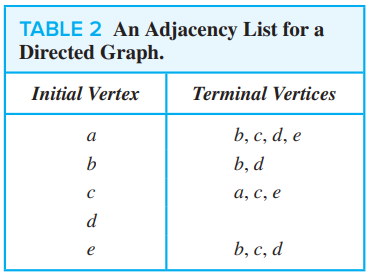 TABLE 2 An Adjacency List for a
Directed Graph.
Initial Vertex Terminal Vertices
a b, c, d, e
b b, d
c a, c, e
d
e b, c, d